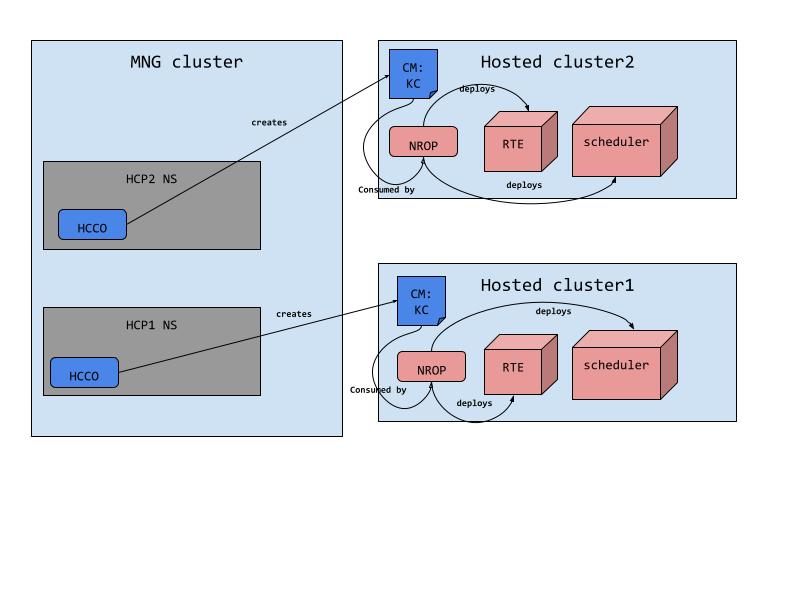 MNG cluster
creates
HCP2 NS
HCCO
creates
HCP1 NS
HCCO
Hosted cluster2
CM:
KC
deploys
NROP
RTE
scheduler
Consumed by
deploys
Hosted cluster1
CM:
KC
deploys
NROP
RTE
scheduler
Consumed by
deploys